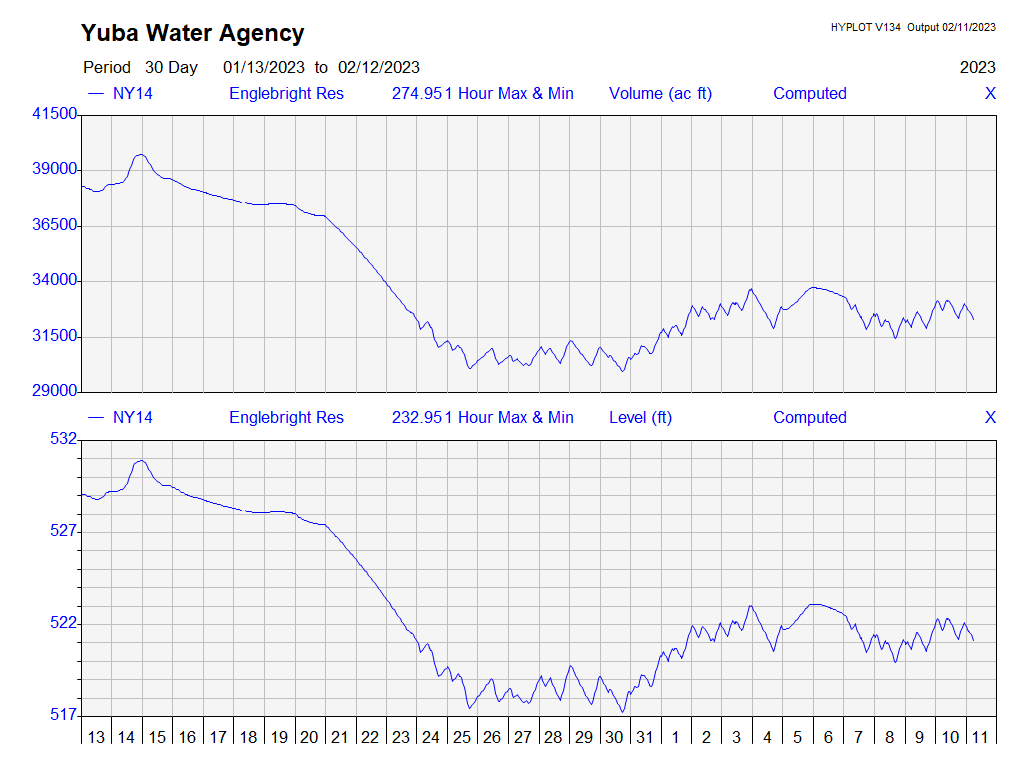 Yuba Water Agency
HYPLOT V134 Output 02/11/2023
Period 30 Day 01/13/2023 to 02/12/2023 2023
NY14 Englebright Res 274.951 Hour Max & Min Volume (ac ft) Computed X
41500
39000
36500
34000
31500
29000
NY14 Englebright Res 232.951 Hour Max & Min Level (ft) Computed X
532
527
522
517
13 14 15 16 17 18 19 20 21 22 23 24 25 26 27 28 29 30 31 1 2 3 4 5 6 7 8 9 10 11